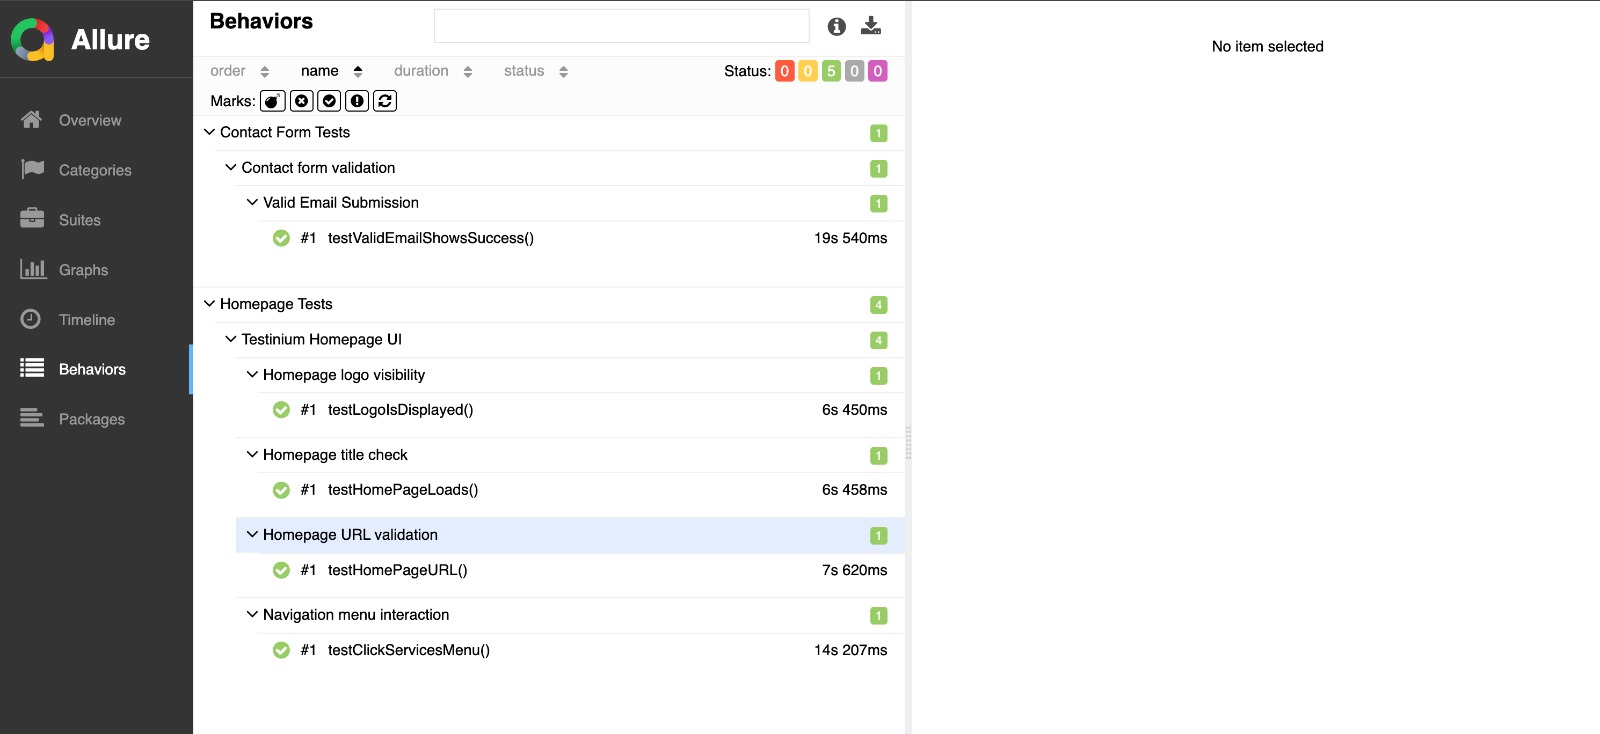 Allure
Overview
Categories
Suites
Graphs
Timeline
Behaviors
Packages
Behaviors
order name duration status Status: 0 0 5 0 0
Marks:
Contact Form Tests 1
Contact form validation 1
Valid Email Submission 1
#1 testValidEmailShowsSuccess() 19s 540ms
Homepage Tests 4
Testinium Homepage UI 4
Homepage logo visibility 1
#1 testLogoIsDisplayed() 6s 450ms
Homepage title check 1
#1 testHomePageLoads() 6s 458ms
Homepage URL validation 1
#1 testHomePageURL() 7s 620ms
Navigation menu interaction 1
#1 testClickServicesMenu() 14s 207ms
No item selected